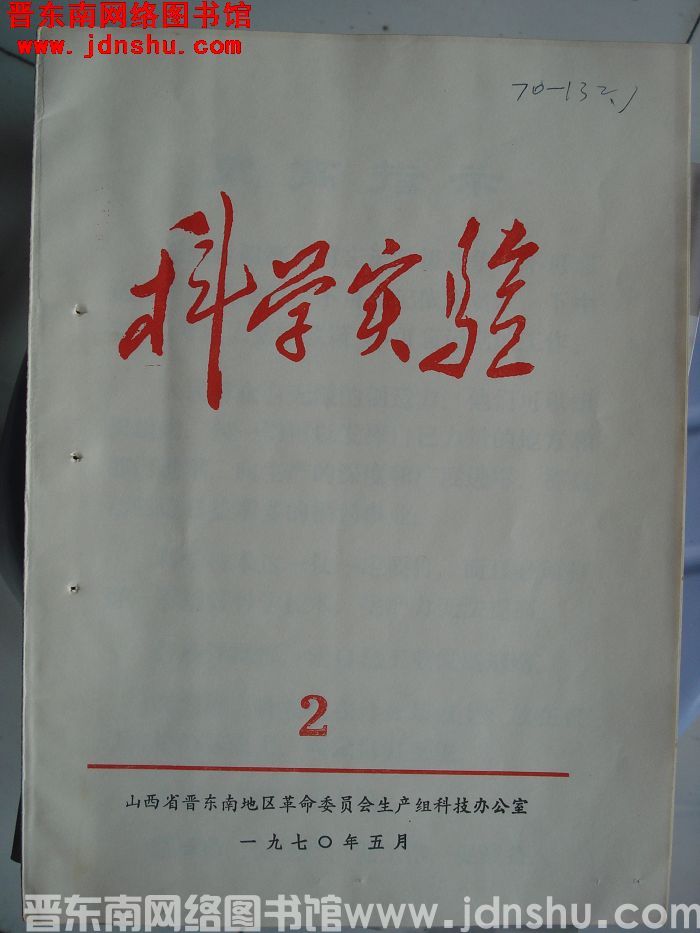 晋东南网络图书馆
www.jdnshu.com
70-132.1
科学实验
2
山西省晋东南地区革命委员会生产组科技办公室
一九七〇年五月
晋东南网络图书馆www.jdnshu.com